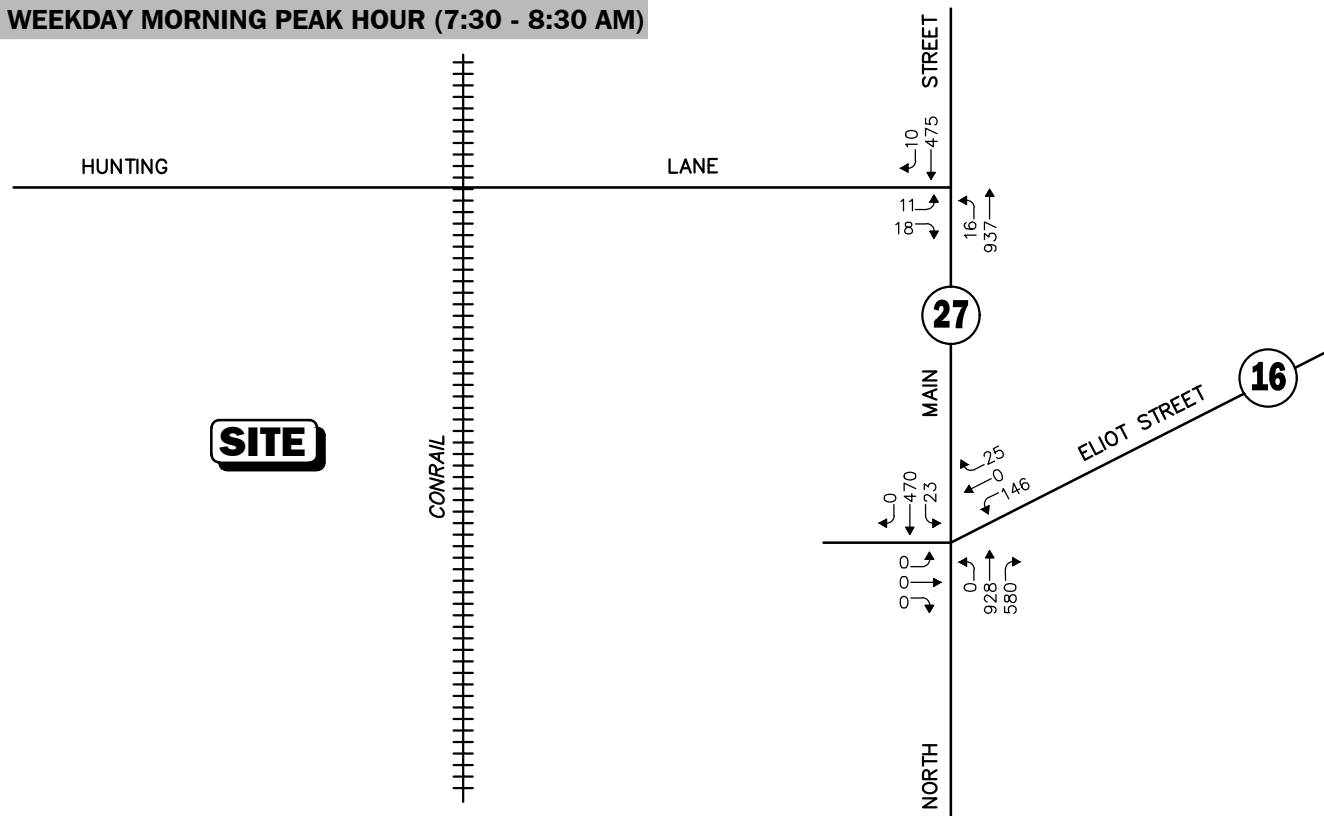 WEEKDAY MORNING PEAK HOUR (7:30 - 8:30 AM)
STREET
10
475
HUNTING
LANE
11
18
16
937
27
MAIN
16
ELIOT STREET
SITE
CONRAIL
25
0
146
0
470
23
0
0
0
0
928
580
NORTH